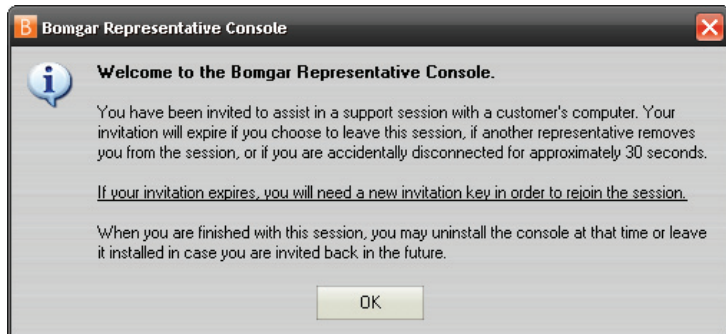 Bomgar Representative Console
Welcome to the Bomgar Representative Console.
You have been invited to assist in a support session with a customer's computer. Your
invitation will expire if you choose to leave this session, if another representative removes
you from the session, or if you are accidentally disconnected for approximately 30 seconds.
If your invitation expires, you will need a new invitation key in order to rejoin the session.
When you are finished with this session, you may uninstall the console at that time or leave
it installed in case you are invited back in the future.
OK